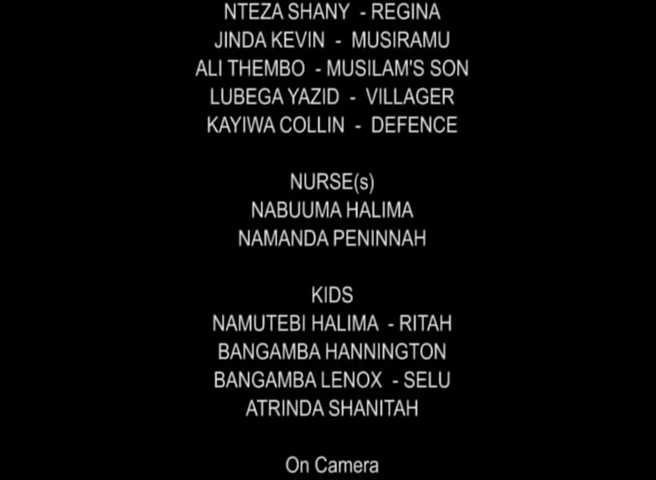 NTEZA SHANY - REGINA
JINDA KEVIN - MUSIRAMU
ALI THEMBO - MUSILAM'S SON
LUBEGA YAZID - VILLAGER
KAYIWA COLLIN - DEFENCE
NURSE(s)
NABUUMA HALIMA
NAMANDA PENINNAH
KIDS
NAMUTEBI HALIMA - RITAH
BANGAMBA HANNINGTON
BANGAMBA LENOX - SELU
ATRINDA SHANITAH
On Camera